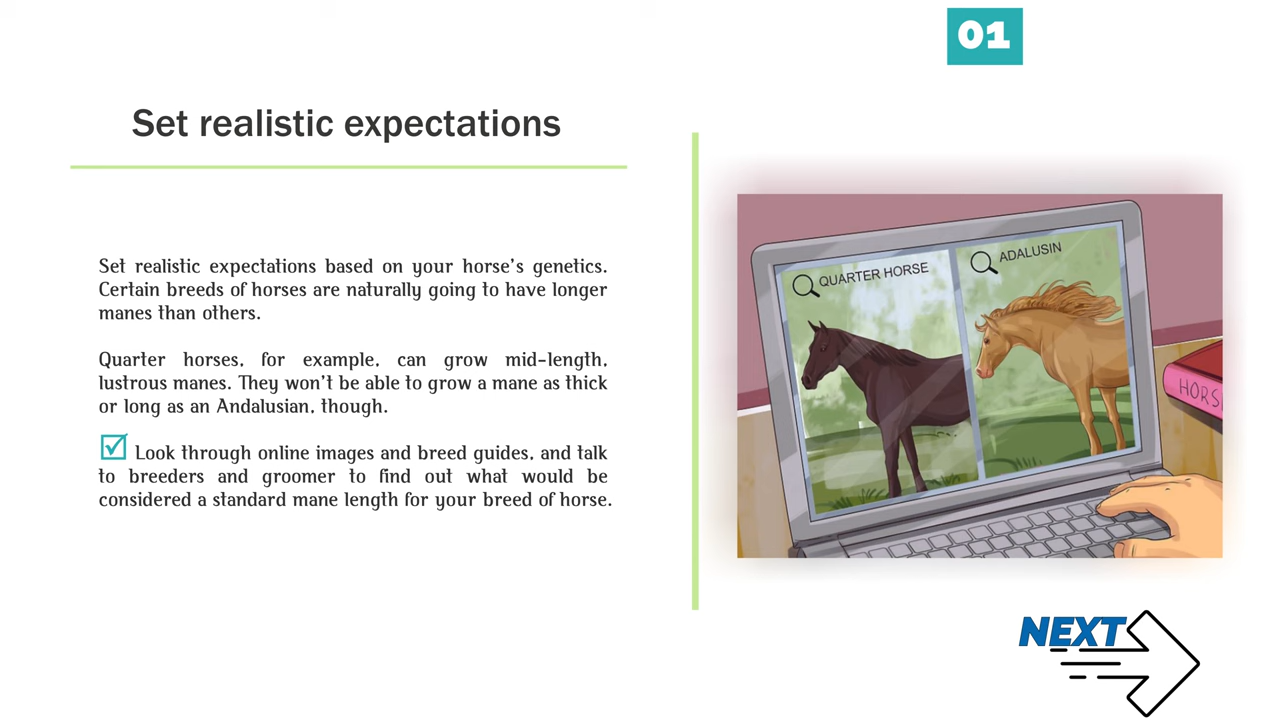 01
Set realistic expectations
Set realistic expectations based on your horse's genetics.
Certain breeds of horses are naturally going to have longer
manes than others.
Quarter horses, for example, can grow mid-length,
lustrous manes. They won't be able to grow a mane as thick
or long as an Andalusian, though.
Look through online images and breed guides, and talk
to breeders and groomer to find out what would be
considered a standard mane length for your breed of horse.
QUARTER HORSE
ADALUSIN
HORS
NEXT